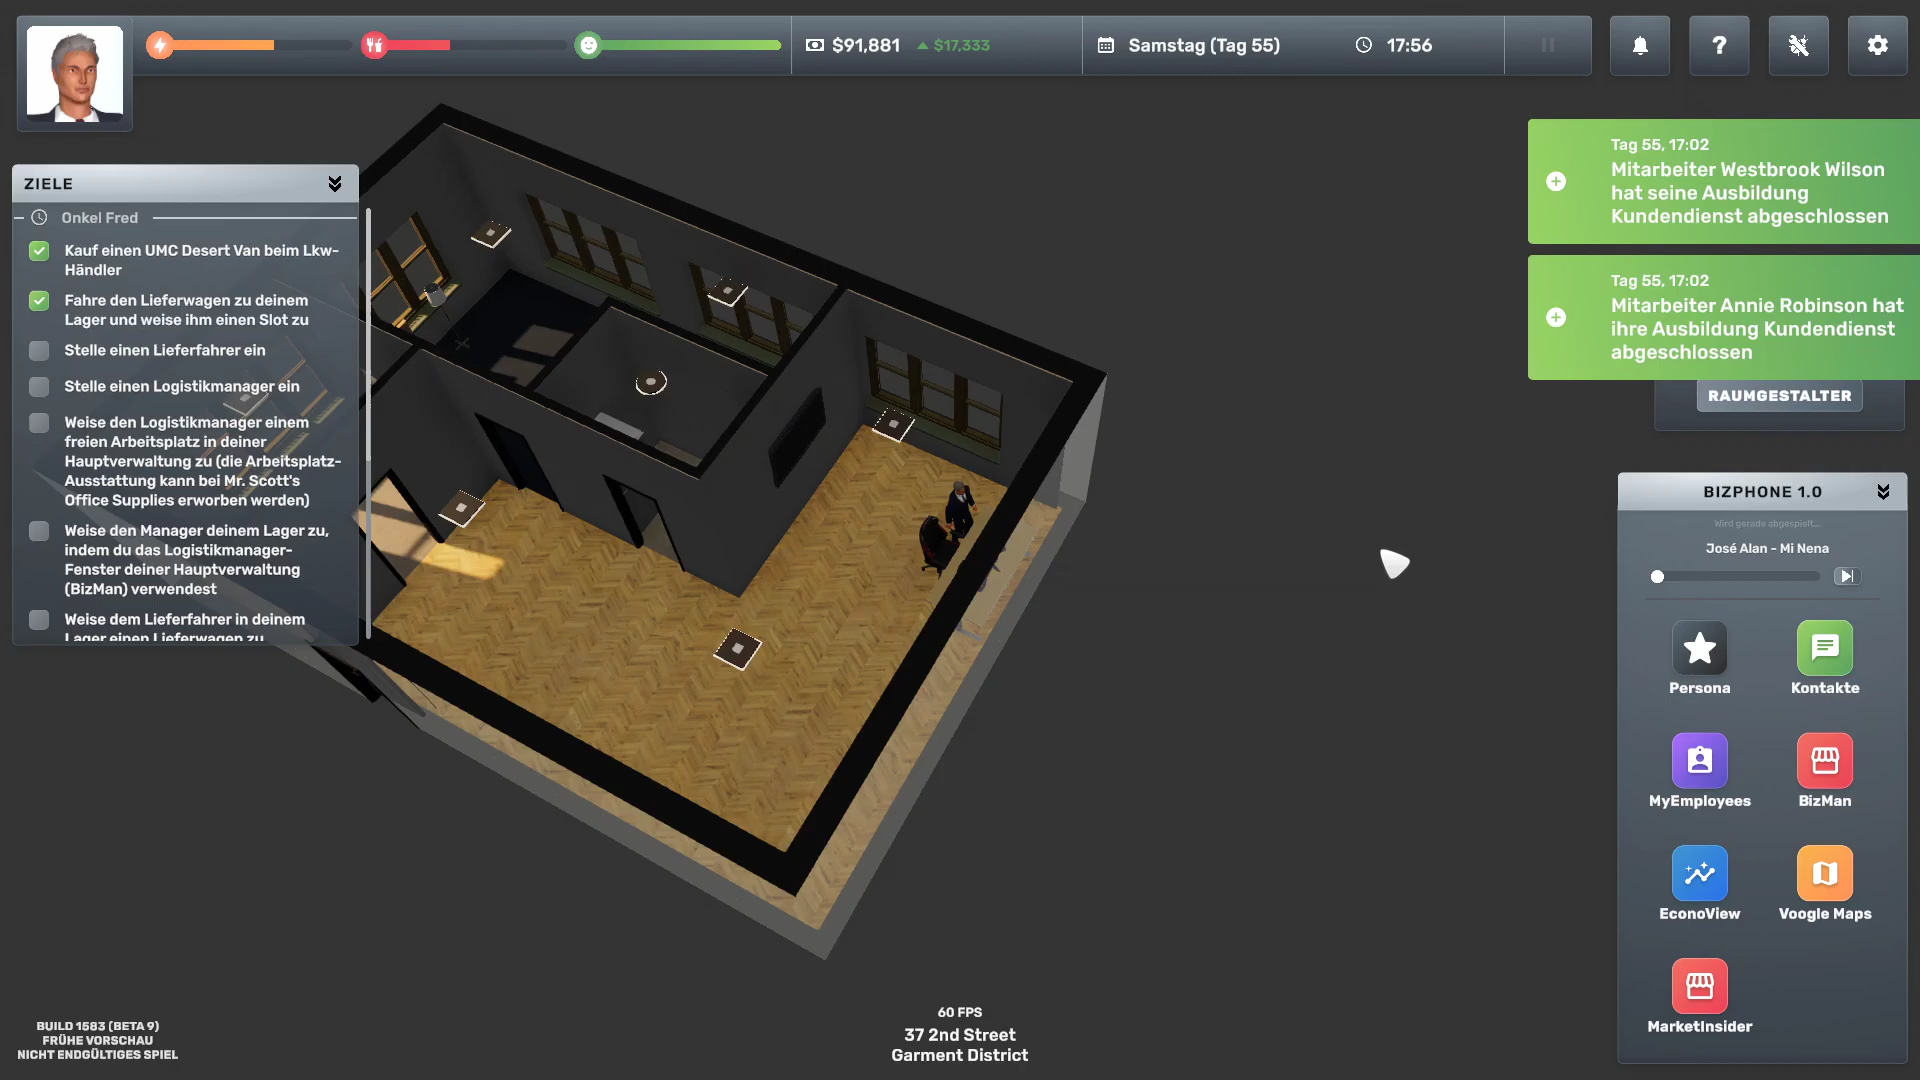 $91,881
$17,333
Samstag (Tag 55)
17:56
?
ZIELE
Onkel Fred
Kauf einen UMC Desert Van beim Lkw-
Händler
Fahre den Lieferwagen zu deinem
Lager und weise ihm einen Slot zu
Stelle einen Lieferfahrer ein
Stelle einen Logistikmanager ein
Weise den Logistikmanager einem
freien Arbeitsplatz in deiner
Hauptverwaltung zu (die Arbeitsplatz-
Ausstattung kann bei Mr. Scott's
Office Supplies erworben werden)
Weise den Manager deinem Lager zu,
indem du das Logistikmanager-
Fenster deiner Hauptverwaltung
(BizMan) verwendest
Weise dem Lieferfahrer in deinem
Lager einen Lieferwagen zu
Tag 55, 17:02
Mitarbeiter Westbrook Wilson
hat seine Ausbildung
Kundendienst abgeschlossen
Tag 55, 17:02
Mitarbeiter Annie Robinson hat
ihre Ausbildung Kundendienst
abgeschlossen
RAUMGESTALTER
BIZPHONE 1.0
Wird gerade abgespielt...
José Alan - Mi Nena
Persona
Kontakte
MyEmployees
BizMan
EconoView
Voogle Maps
MarketInsider
BUILD 1583 (BETA 9)
FRÜHE VORSCHAU
NICHT ENDGÜLTIGES SPIEL
60 FPS
37 2nd Street
Garment District